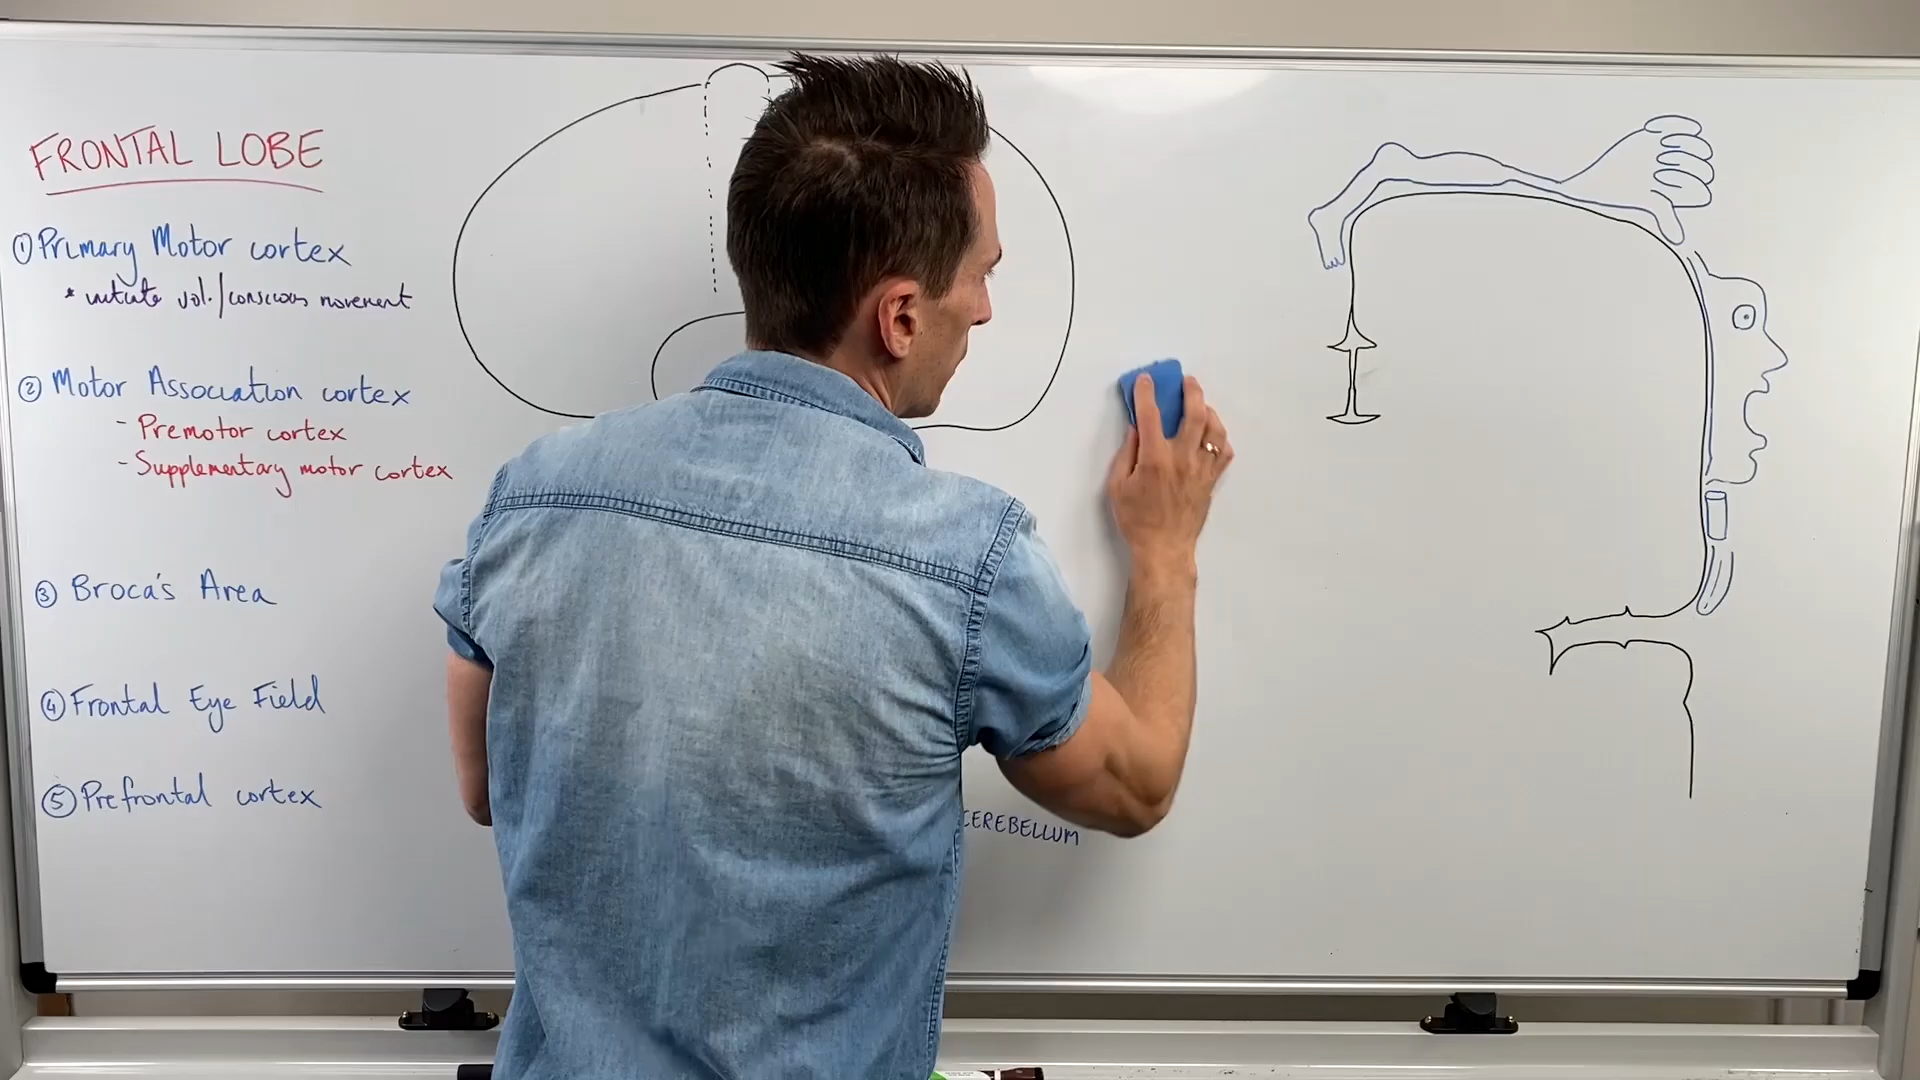 FRONTAL LOBE
① Primary Motor cortex
* initiate vol./conscious movement
② Motor Association cortex
- Premotor cortex
- Supplementary motor cortex
③ Broca's Area
④ Frontal Eye Field
⑤ Prefrontal cortex
CEREBELLUM